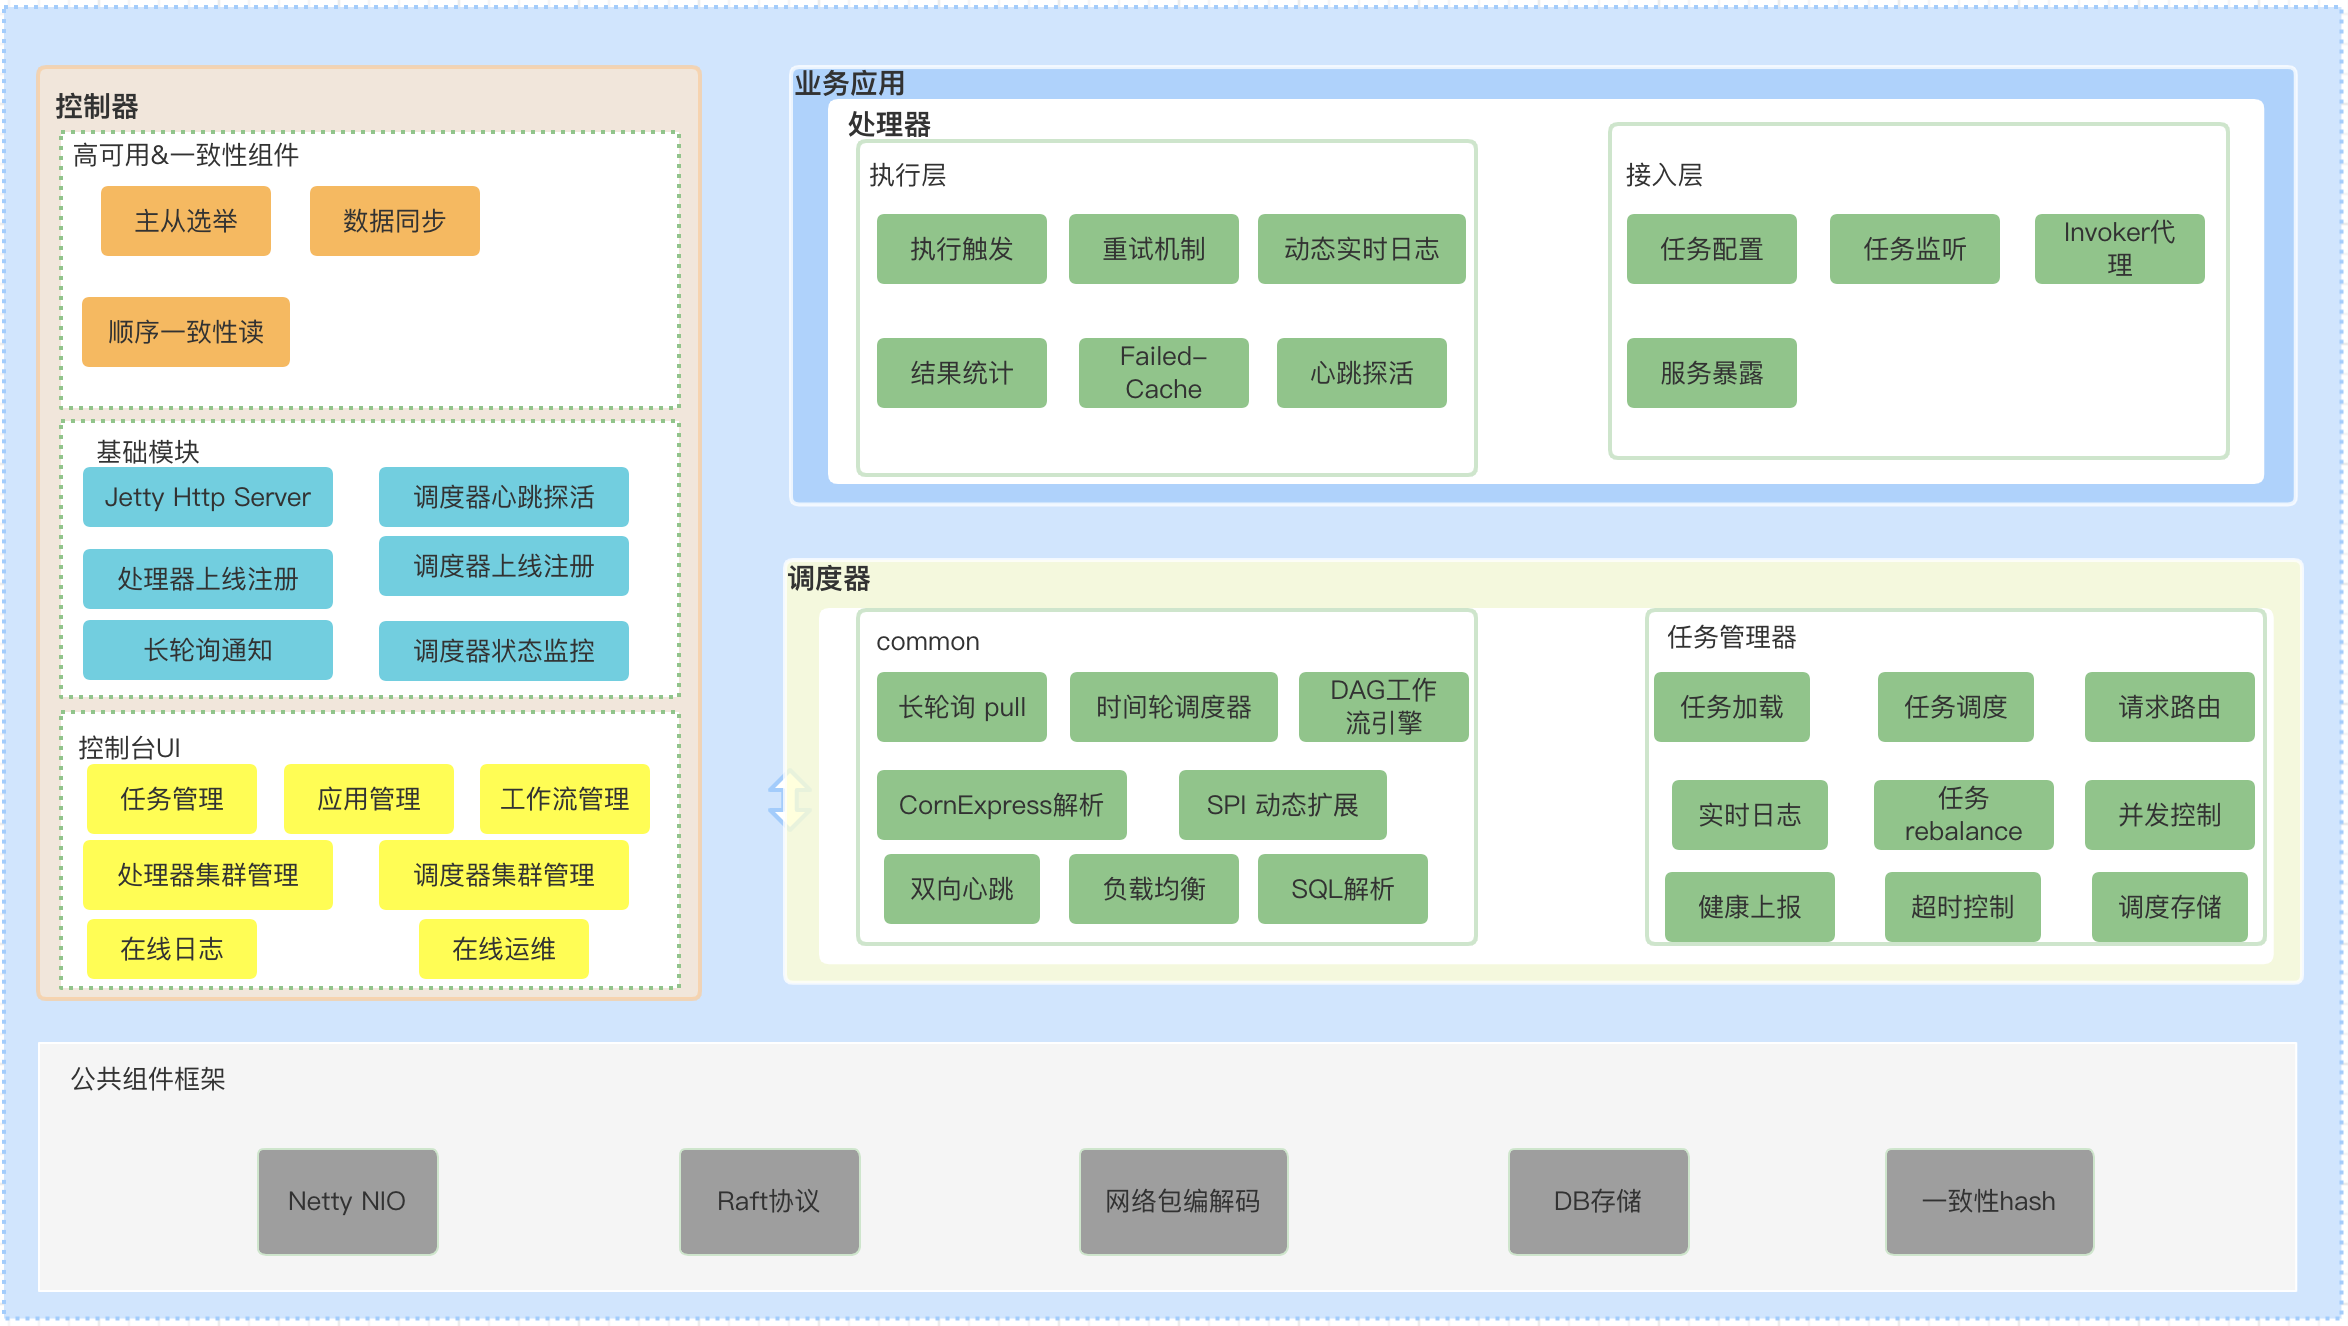 控制器
高可用&一致性组件
主从选举
数据同步
顺序一致性读
基础模块
Jetty Http Server
调度器心跳探活
处理器上线注册
调度器上线注册
长轮询通知
调度器状态监控
控制台UI
任务管理
应用管理
工作流管理
处理器集群管理
调度器集群管理
在线日志
在线运维
业务应用
处理器
执行层
执行触发
重试机制
动态实时日志
结果统计
Failed-
Cache
心跳探活
接入层
任务配置
任务监听
Invoker代
理
服务暴露
调度器
common
长轮询 pull
时间轮调度器
DAG工作
流引擎
CornExpress解析
SPI 动态扩展
双向心跳
负载均衡
SQL解析
任务管理器
任务加载
任务调度
请求路由
实时日志
任务
rebalance
并发控制
健康上报
超时控制
调度存储
公共组件框架
Netty NIO
Raft协议
网络包编解码
DB存储
一致性hash